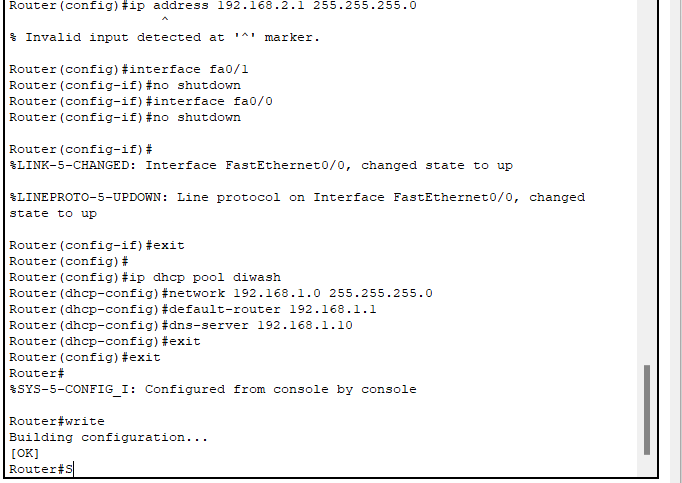 Router(config)#ip address 192.168.2.1 255.255.255.0
^
% Invalid input detected at '^' marker.
Router(config)#interface fa0/1
Router(config-if)#no shutdown
Router(config-if)#interface fa0/0
Router(config-if)#no shutdown
Router(config-if)#
%LINK-5-CHANGED: Interface FastEthernet0/0, changed state to up
%LINEPROTO-5-UPDOWN: Line protocol on Interface FastEthernet0/0, changed
state to up
Router(config-if)#exit
Router(config)#
Router(config)#ip dhcp pool diwash
Router(dhcp-config)#network 192.168.1.0 255.255.255.0
Router(dhcp-config)#default-router 192.168.1.1
Router(dhcp-config)#dns-server 192.168.1.10
Router(dhcp-config)#exit
Router(config)#exit
Router#
%SYS-5-CONFIG_I: Configured from console by console
Router#write
Building configuration...
[OK]
Router#S